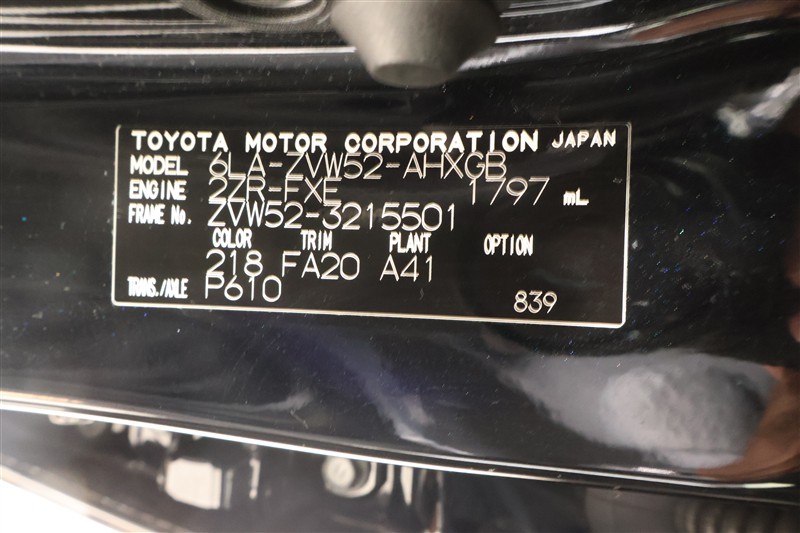 TOYOTA MOTOR CORPORATION JAPAN
MODEL 6LA-ZVW52-AHXGB
ENGINE 2ZR-FXE 1797 mL
FRAME No. ZVW52-3215501
COLOR TRIM PLANT OPTION
218 FA20 A41
TRANS./AXLE P610 839